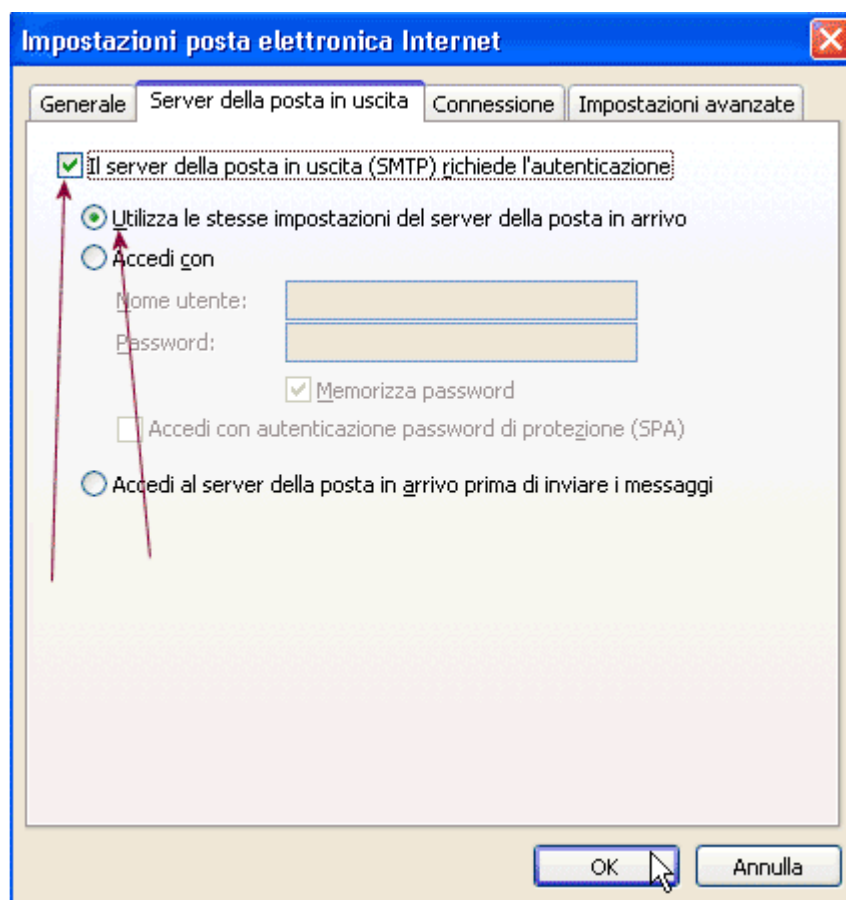 Impostazioni posta elettronica Internet
Generale Server della posta in uscita Connessione Impostazioni avanzate
Il server della posta in uscita (SMTP) richiede l'autenticazione
Utilizza le stesse impostazioni del server della posta in arrivo
Accedi con
Nome utente:
Password:
Memorizza password
Accedi con autenticazione password di protezione (SPA)
Accedi al server della posta in arrivo prima di inviare i messaggi
OK Annulla